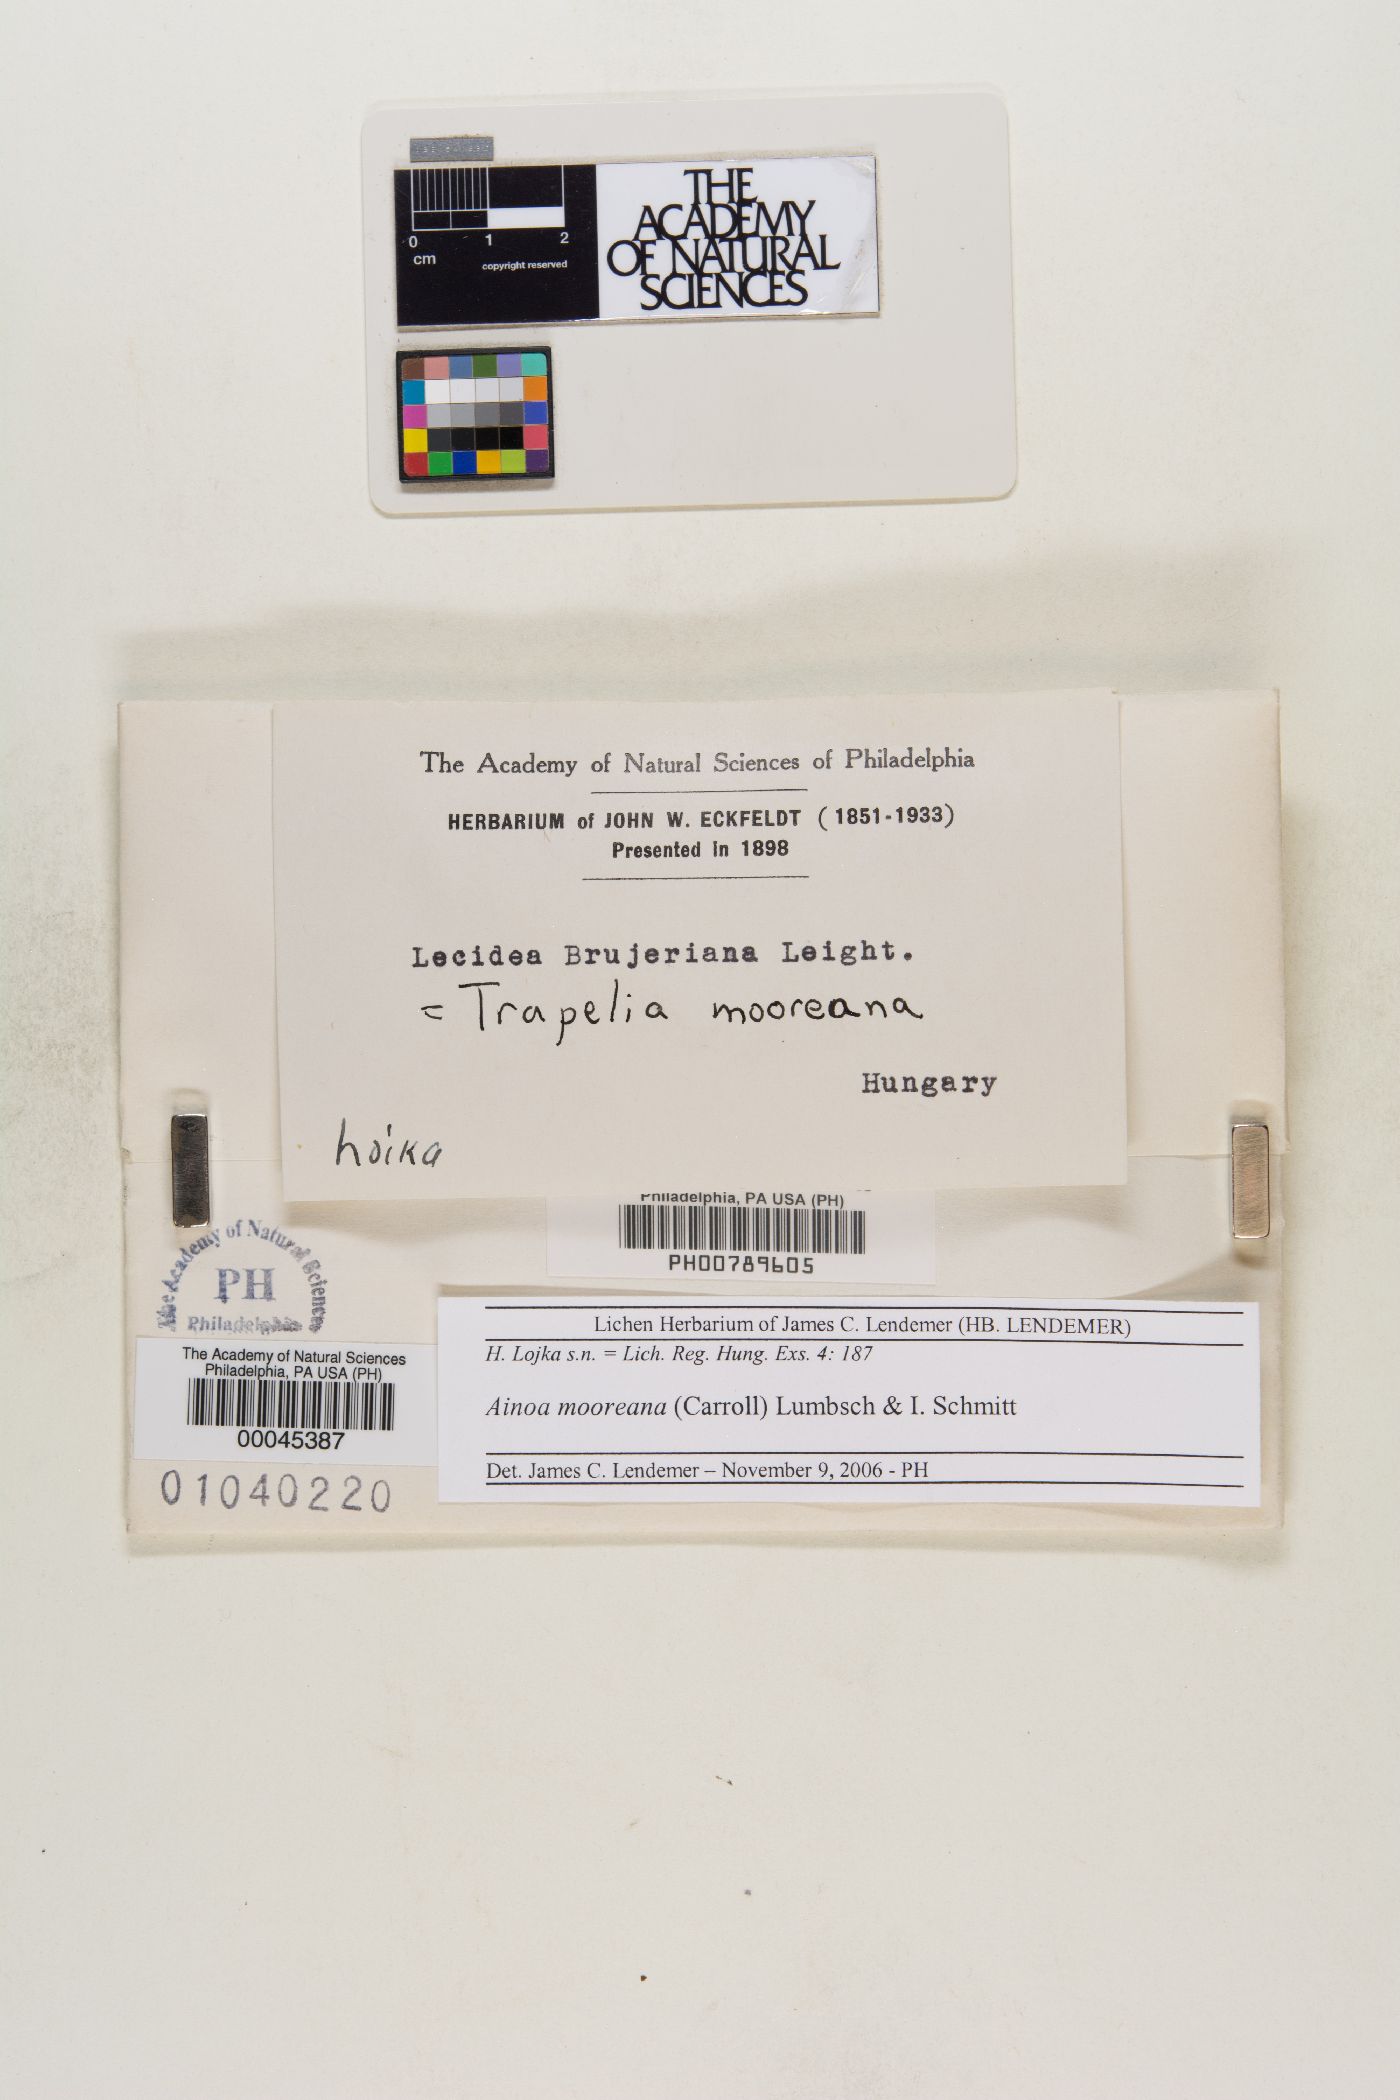 0 1 2
cm
copyright reserved
THE
ACADEMY
OF NATURAL
SCIENCES
The Academy of Natural Sciences of Philadelphia
HERBARIUM of JOHN W. ECKFELDT (1851-1933)
Presented in 1898
Lecidea Brujeriana Leight.
= Trapelia mooreana
Hungary
Philadelphia, PA USA (PH)
PH00789605
The Academy of Natural Sciences
PH
Philadelphia
The Academy of Natural Sciences
Philadelphia, PA USA (PH)
00045387
01040220
Lichen Herbarium of James C. Lendemer (HB. LENDEMER)
H. Lojka s.n. = Lich. Reg. Hung. Exs. 4: 187
Ainoa mooreana (Carroll) Lumbsch & I. Schmitt
Det. James C. Lendemer – November 9, 2006 - PH